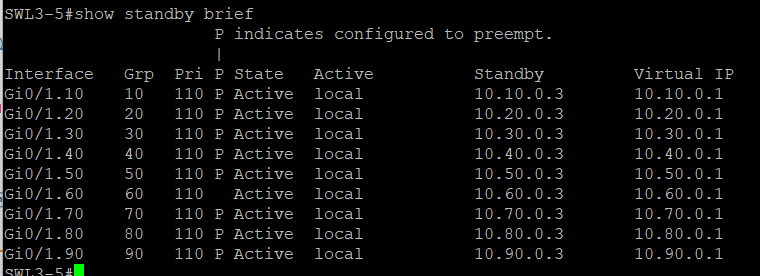 SWL3-5#show standby brief
                     P indicates configured to preempt.
                     |
Interface   Grp  Pri P State   Active          Standby         Virtual IP
Gi0/1.10    10   110 P Active  local           10.10.0.3       10.10.0.1
Gi0/1.20    20   110 P Active  local           10.20.0.3       10.20.0.1
Gi0/1.30    30   110 P Active  local           10.30.0.3       10.30.0.1
Gi0/1.40    40   110 P Active  local           10.40.0.3       10.40.0.1
Gi0/1.50    50   110 P Active  local           10.50.0.3       10.50.0.1
Gi0/1.60    60   110   Active  local           10.60.0.3       10.60.0.1
Gi0/1.70    70   110 P Active  local           10.70.0.3       10.70.0.1
Gi0/1.80    80   110 P Active  local           10.80.0.3       10.80.0.1
Gi0/1.90    90   110 P Active  local           10.90.0.3       10.90.0.1
SWL3-5#